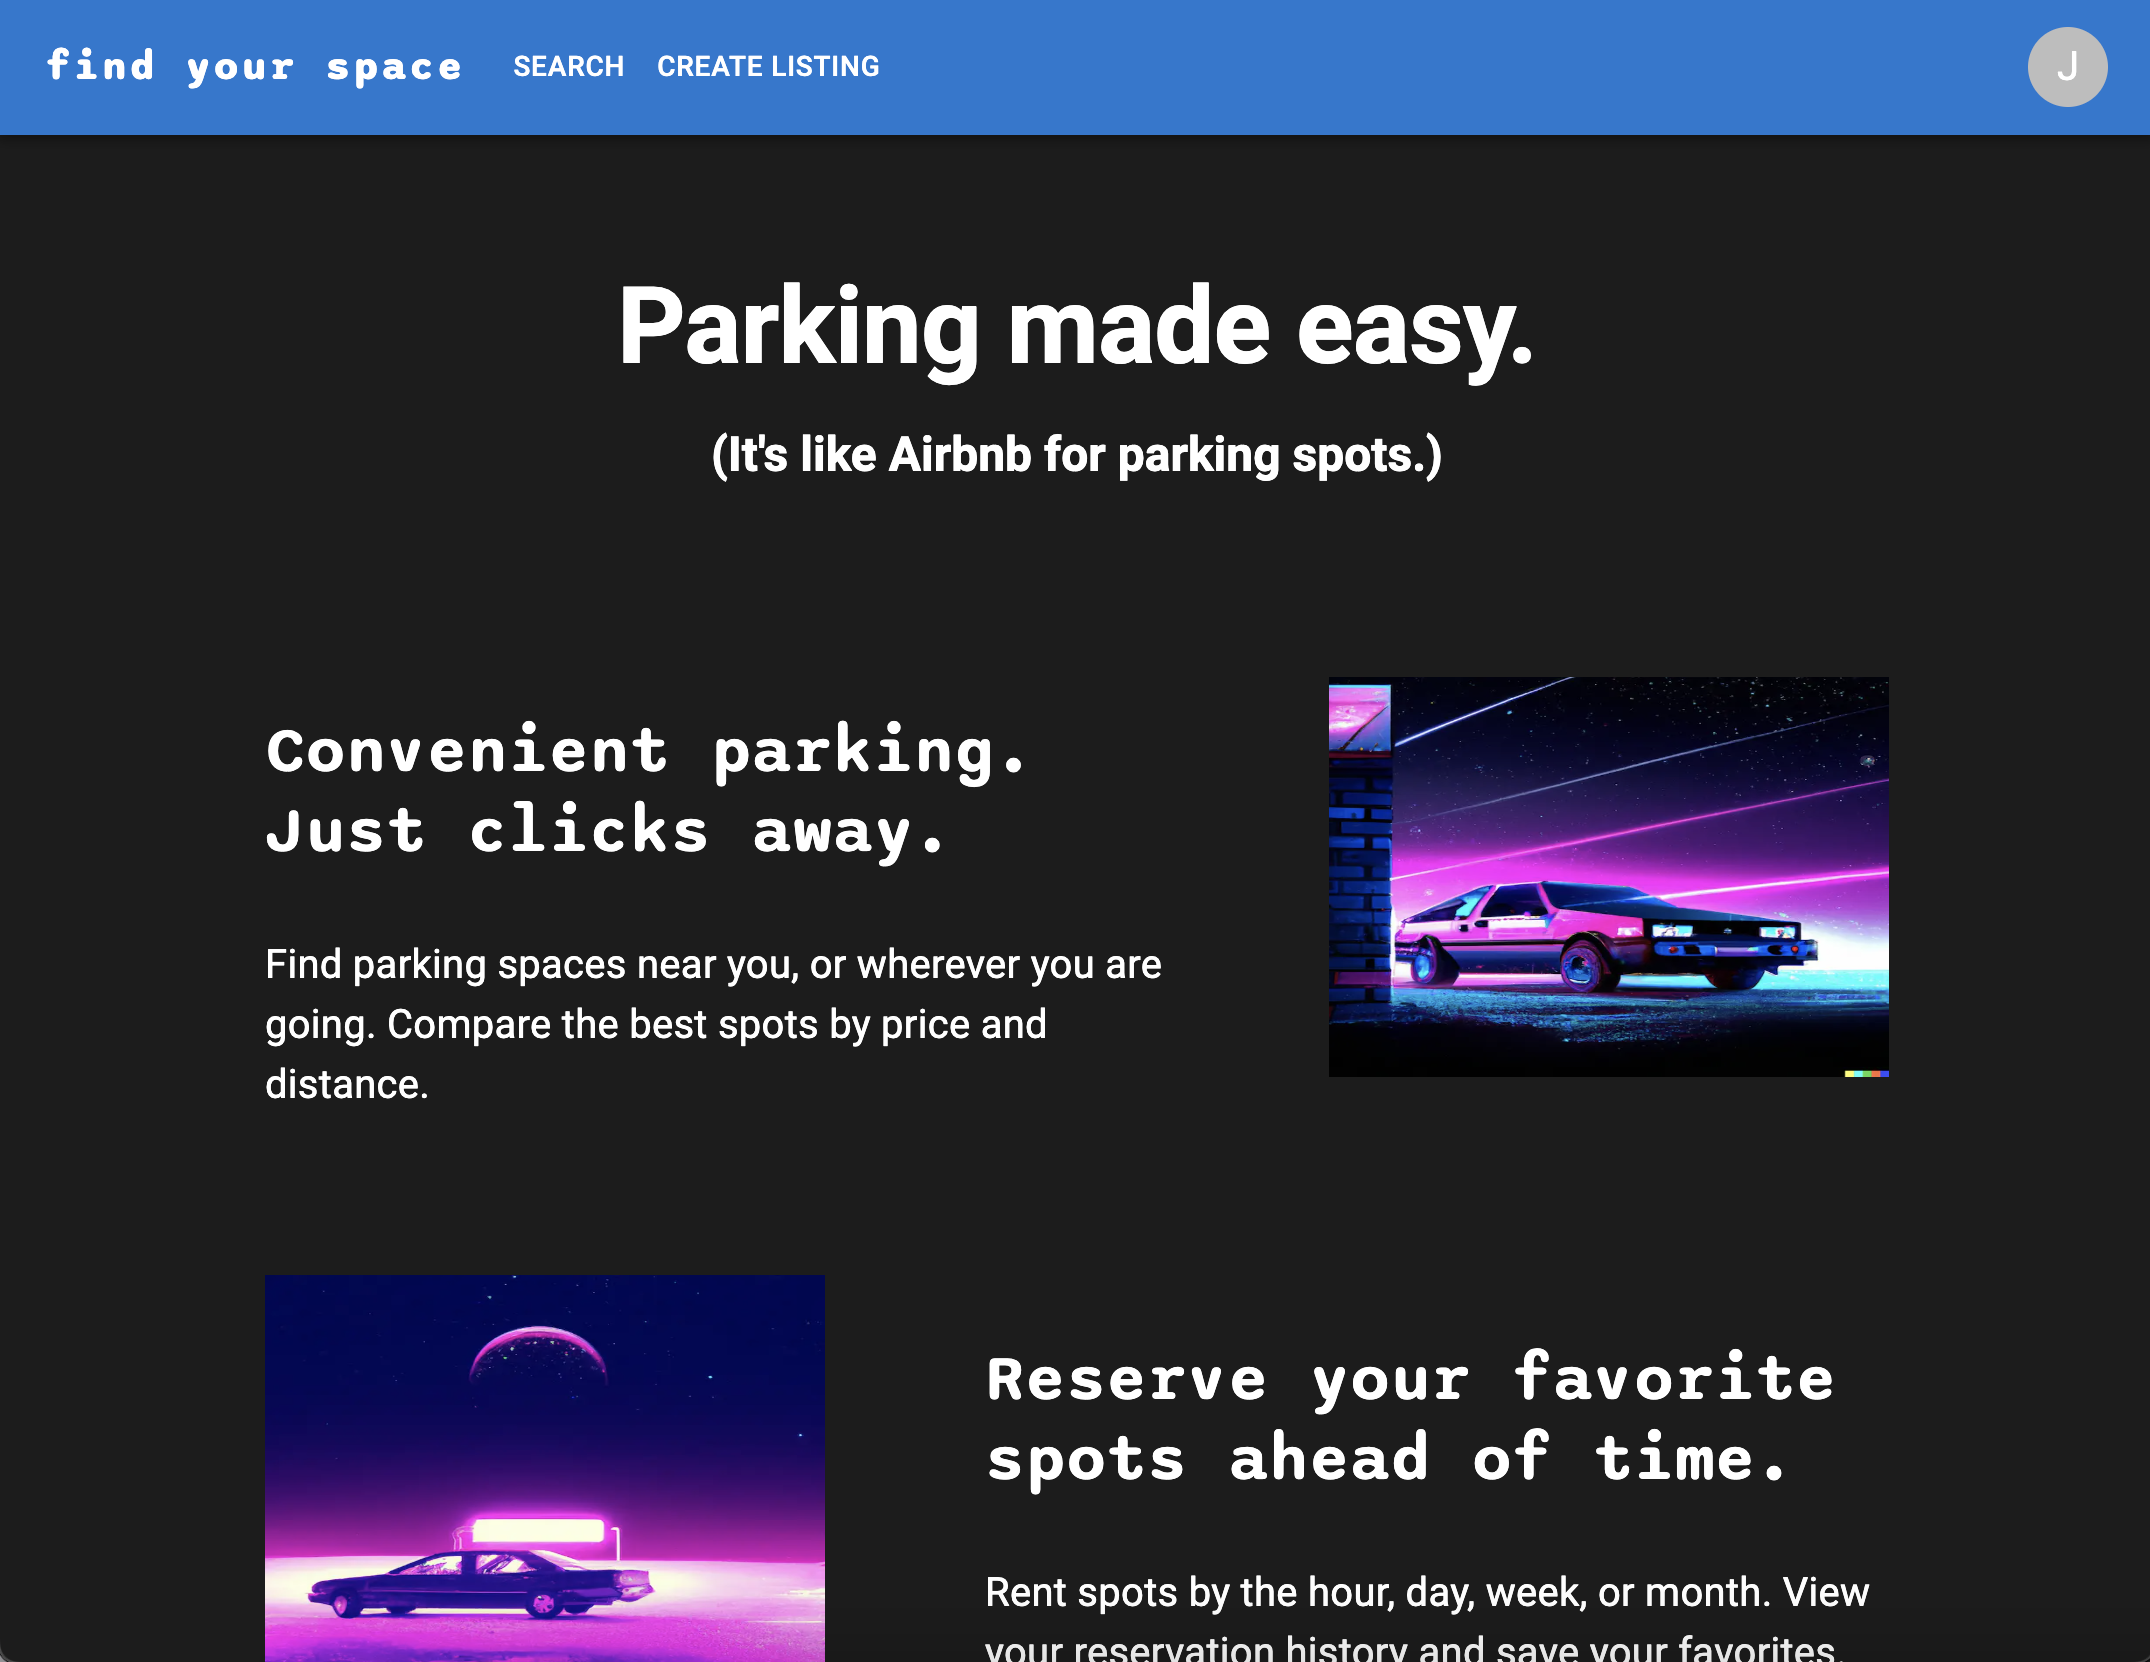 find your space SEARCH CREATE LISTING J
Parking made easy.
(It's like Airbnb for parking spots.)
Convenient parking.
Just clicks away.
Find parking spaces near you, or wherever you are
going. Compare the best spots by price and
distance.
Reserve your favorite
spots ahead of time.
Rent spots by the hour, day, week, or month. View
your reservation history and save your favorites.